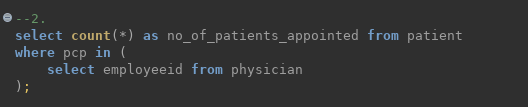 --2.
select count(*) as no_of_patients_appointed from patient
where pcp in (
    select employeeid from physician
);